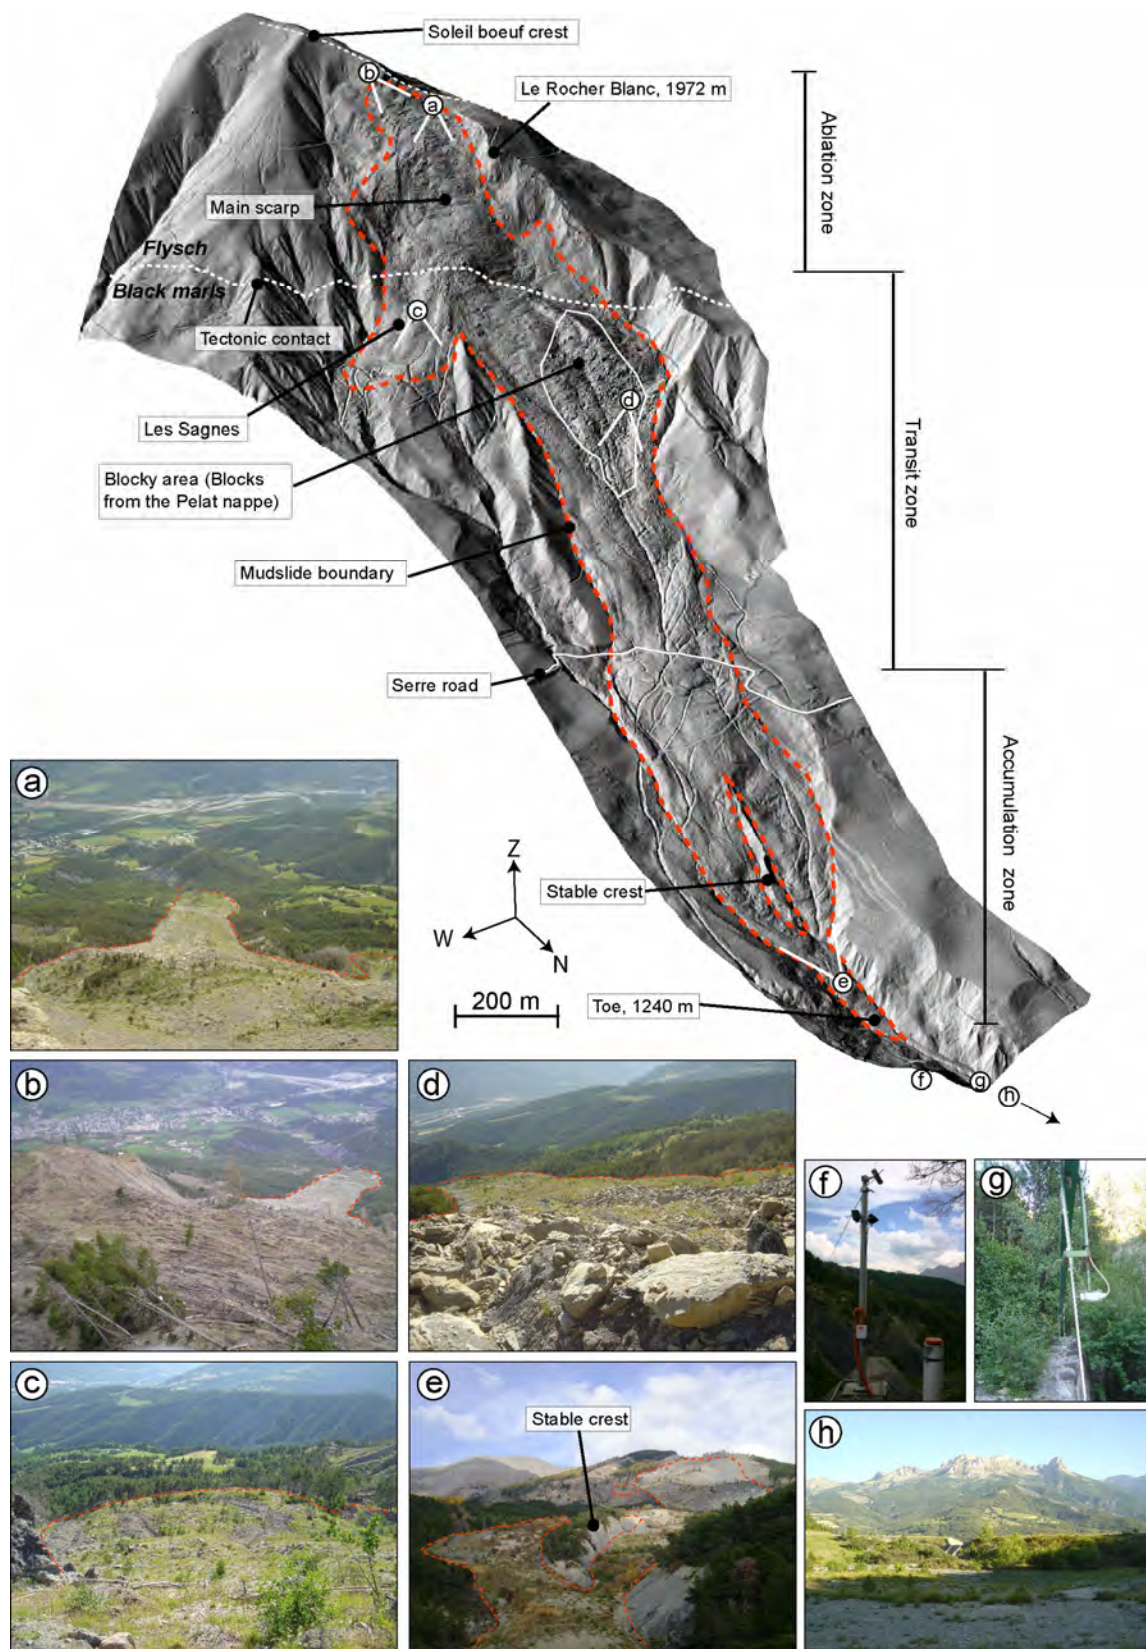 Soleil boeuf crest
b
a
Le Rocher Blanc, 1972 m
Ablation zone
Main scarp
Flysch
Black marls
c
Tectonic contact
d
Les Sagnes
Transit zone
Blocky area (Blocks
from the Pelat nappe)
Mudslide boundary
Serre road
Accumulation zone
a
Z
W
N
Stable crest
200 m
e
Toe, 1240 m
f
g
h
b
d
f
g
c
e
Stable crest
h